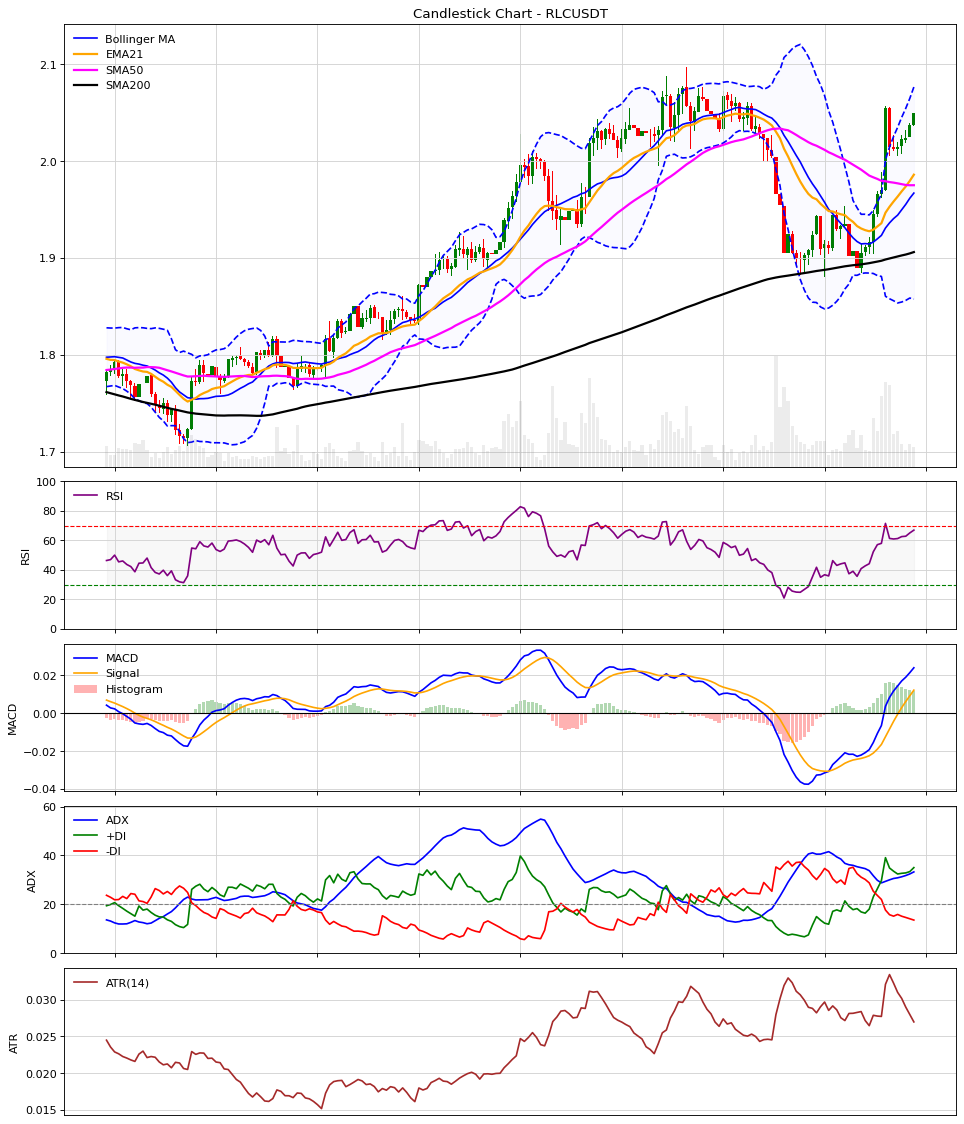 Candlestick Chart - RLCUSDT
Bollinger MA
EMA21
SMA50
SMA200
2.1
2.0
1.9
1.8
1.7
RSI
RSI
100
80
60
40
20
0
MACD
Signal
Histogram
MACD
0.02
0.00
−0.02
−0.04
ADX
+DI
-DI
ADX
60
40
20
0
ATR(14)
ATR
0.030
0.025
0.020
0.015